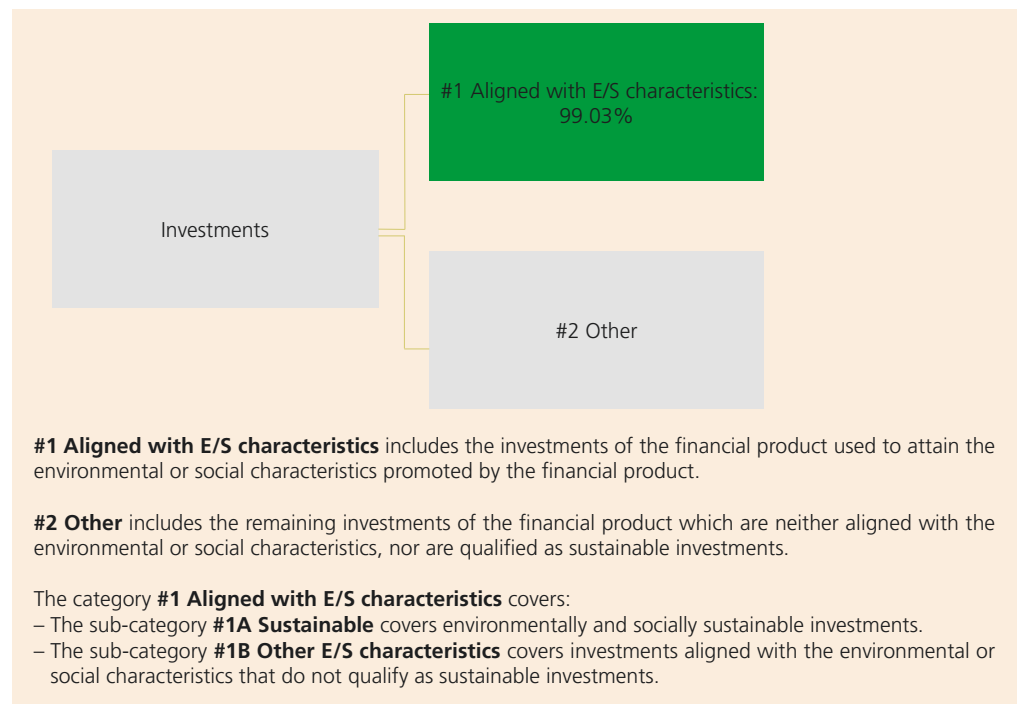 #1 Aligned with E/S characteristics:
99.03%
Investments
#2 Other
#1 Aligned with E/S characteristics includes the investments of the financial product used to attain the
environmental or social characteristics promoted by the financial product.
#2 Other includes the remaining investments of the financial product which are neither aligned with the
environmental or social characteristics, nor are qualified as sustainable investments.
The category #1 Aligned with E/S characteristics covers:
– The sub-category #1A Sustainable covers environmentally and socially sustainable investments.
– The sub-category #1B Other E/S characteristics covers investments aligned with the environmental or
social characteristics that do not qualify as sustainable investments.